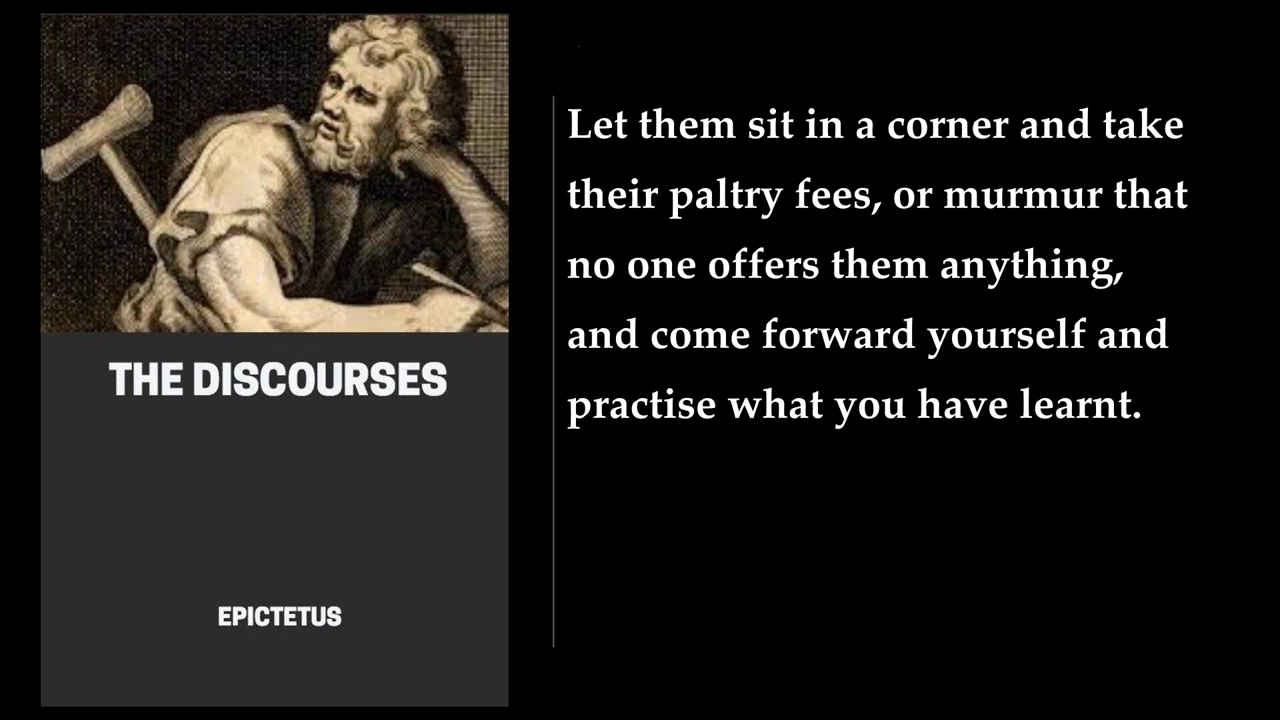 THE DISCOURSES
EPICTETUS
Let them sit in a corner and take
their paltry fees, or murmur that
no one offers them anything,
and come forward yourself and
practise what you have learnt.